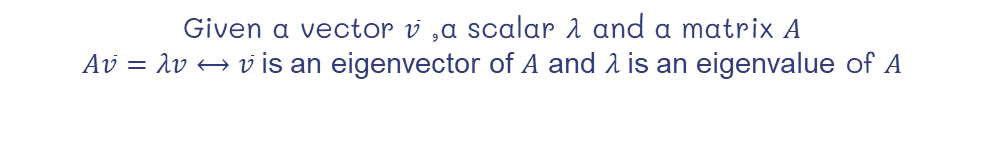 Given a vector v⃗ ,a scalar λ and a matrix A
Av⃗ = λv ↔ v⃗ is an eigenvector of A and λ is an eigenvalue of A